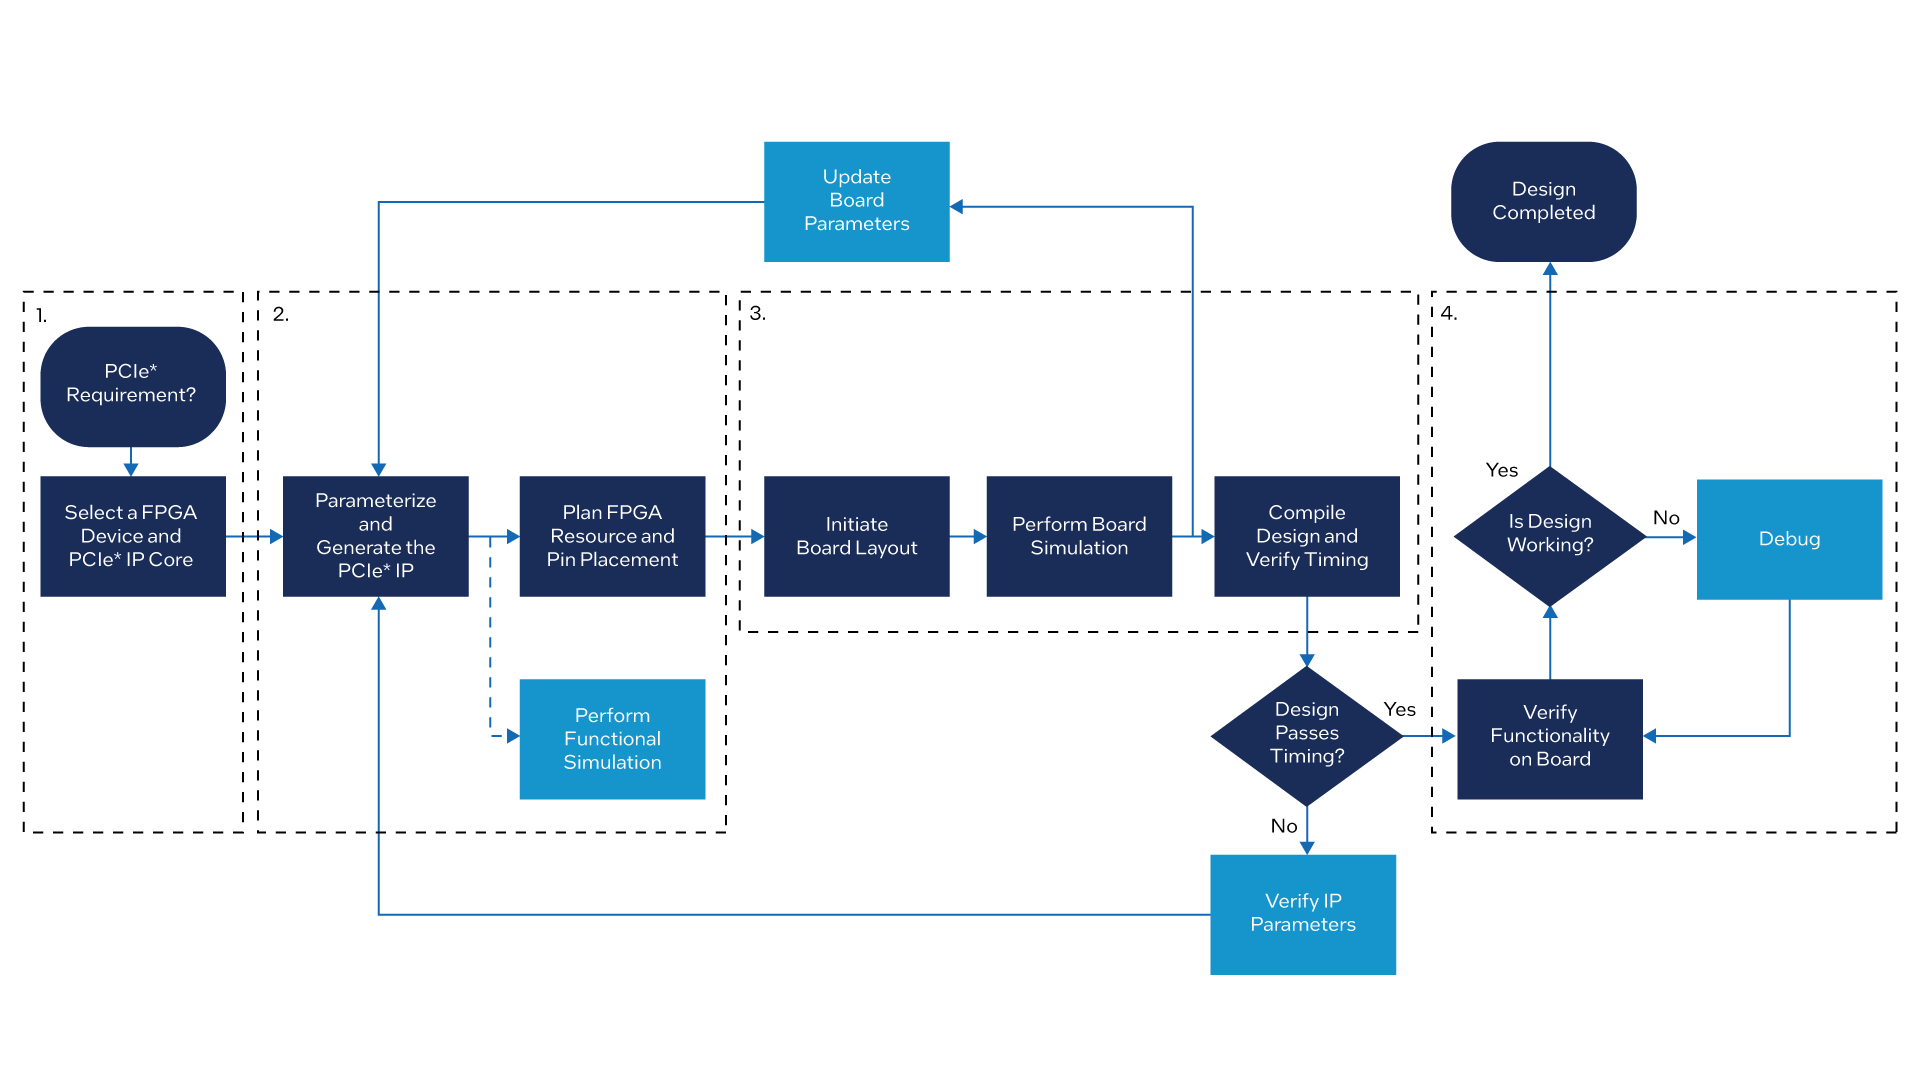 Update
Board
Parameters
Design
Completed
1.
PCIe*
Requirement?
Select a FPGA
Device and
PCIe* IP Core
2.
Parameterize
and
Generate the
PCIe* IP
Plan FPGA
Resource and
Pin Placement
Perform
Functional
Simulation
3.
Initiate
Board Layout
Perform Board
Simulation
Compile
Design and
Verify Timing
Design
Passes
Timing?
Yes
No
Verify IP
Parameters
4.
Yes
Is Design
Working?
No
Debug
Verify
Functionality
on Board